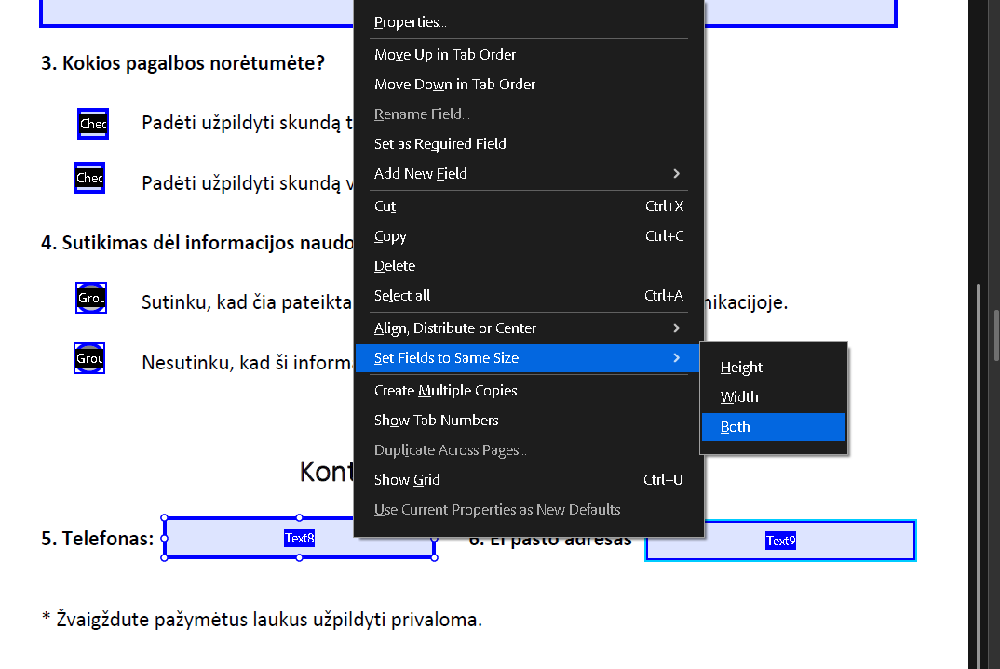 3. Kokios pagalbos norėtumėte?
Chec
Padėti užpildyti skundą t
Chec
Padėti užpildyti skundą v
4. Sutikimas dėl informacijos naudo
Grou
Sutinku, kad čia pateikta
nikacijoje.
Grou
Nesutinku, kad ši inform
Kont
5. Telefonas:
Text8
6. El pašto adresas
Text9
* Žvaigždute pažymėtus laukus užpildyti privaloma.
Properties...
Move Up in Tab Order
Move Down in Tab Order
Rename Field...
Set as Required Field
Add New Field
Cut Ctrl+X
Copy Ctrl+C
Delete
Select all Ctrl+A
Align, Distribute or Center
Set Fields to Same Size
Create Multiple Copies...
Show Tab Numbers
Duplicate Across Pages...
Show Grid Ctrl+U
Use Current Properties as New Defaults
Height
Width
Both